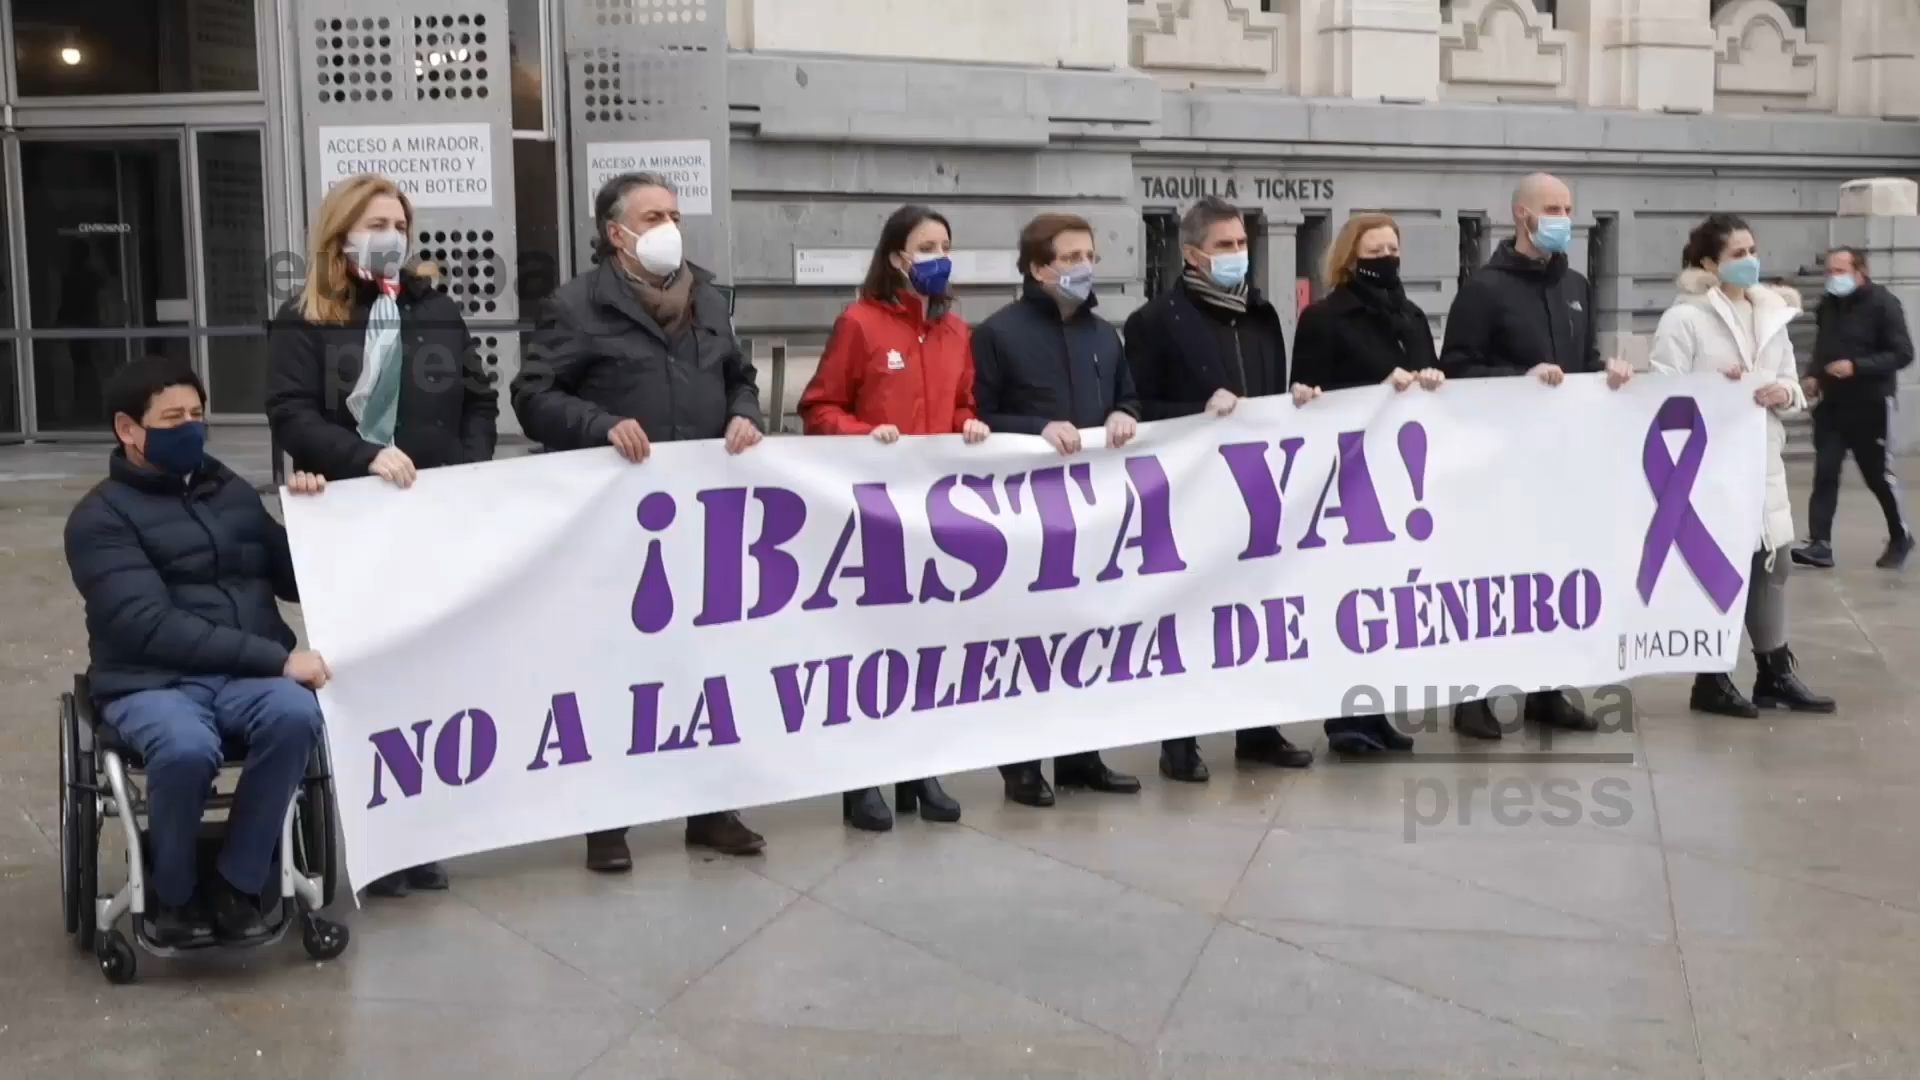 ACCESO A MIRADOR,
CENTROCENTRO Y
BOTERO
ACCESO A MIRADOR,
TAQUILLA TICKETS
CENTROCENTRO
europa
press
¡BASTA YA!
NO A LA VIOLENCIA DE GÉNERO
MADRI
europa
press